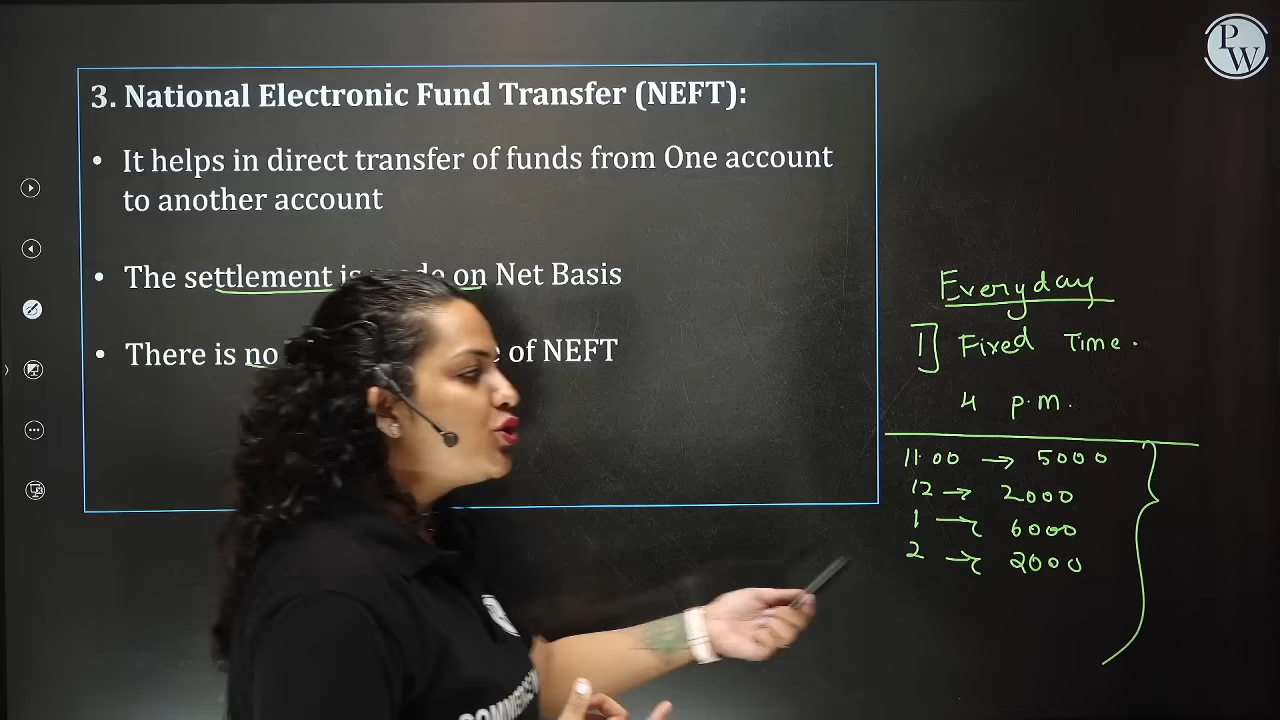 PW
3. National Electronic Fund Transfer (NEFT):
• It helps in direct transfer of funds from One account
to another account
• The settlement is made on Net Basis
• There is no of NEFT
Everyday
Fixed Time.
4 p.m.
11:00 → 5000
12 → 2000
1 → 6000
2 → 2000